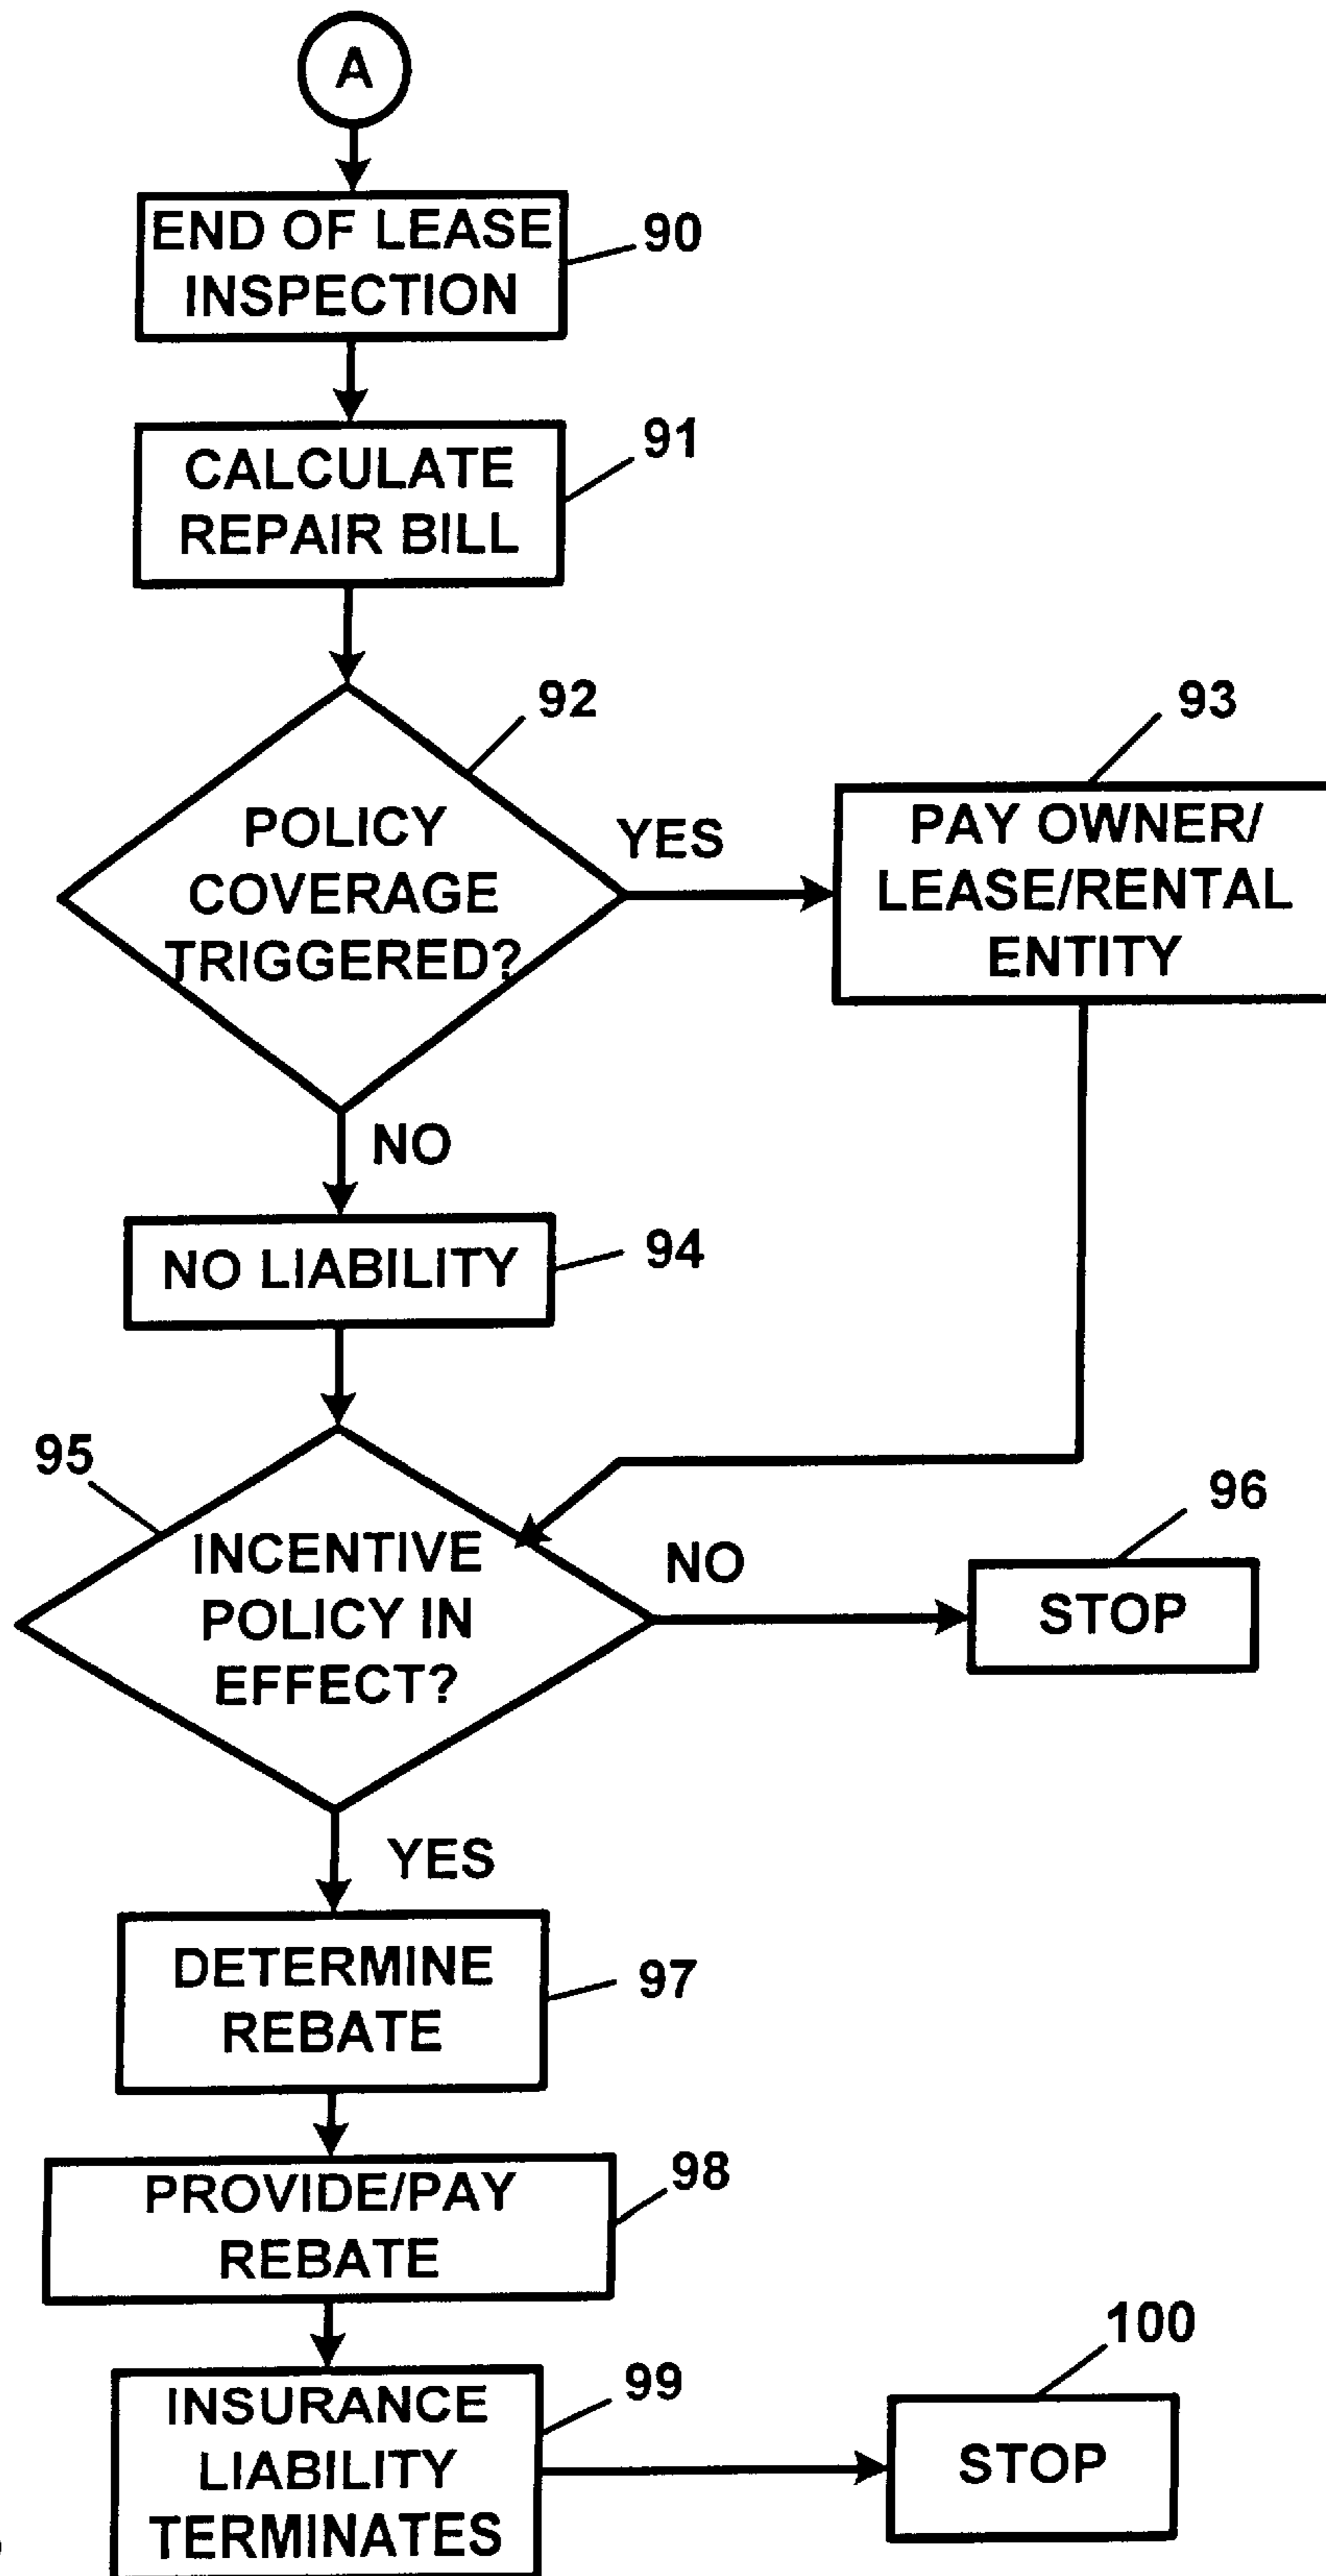 A
END OF LEASE
INSPECTION
90
CALCULATE
REPAIR BILL
91
POLICY
COVERAGE
TRIGGERED?
92
YES
PAY OWNER/
LEASE/RENTAL
ENTITY
93
NO
NO LIABILITY
94
95
INCENTIVE
POLICY IN
EFFECT?
NO
STOP
96
YES
DETERMINE
REBATE
97
PROVIDE/PAY
REBATE
98
INSURANCE
LIABILITY
TERMINATES
99
STOP
100